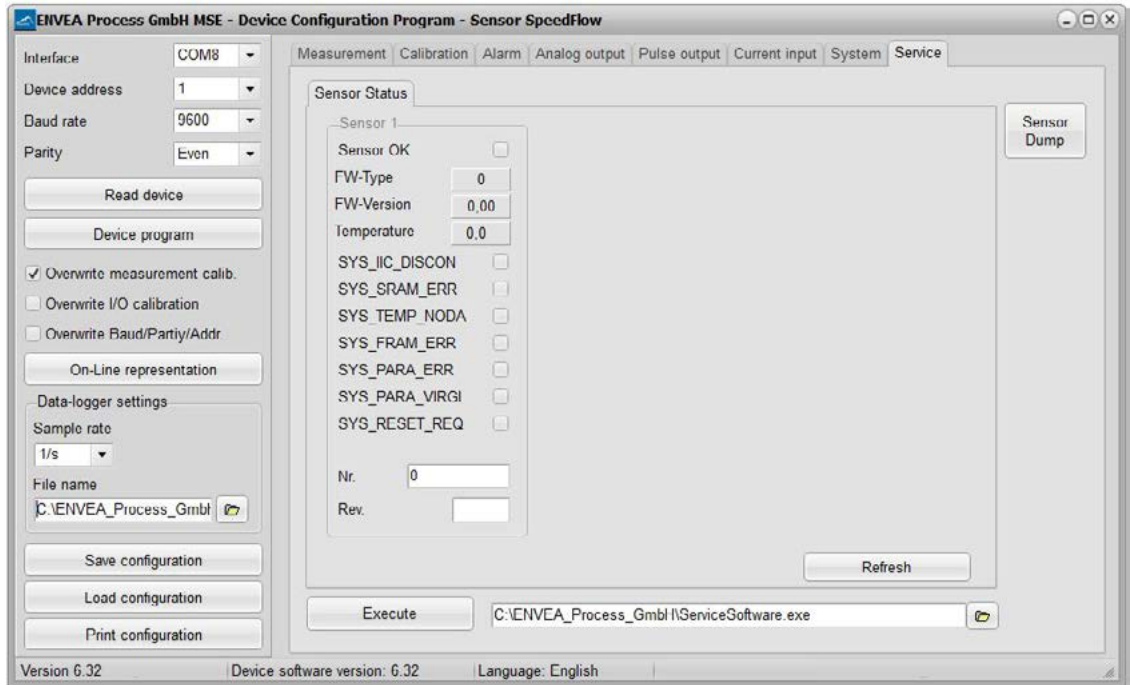 ENVEA Process GmbH MSE - Device Configuration Program - Sensor SpeedFlow
Interface COM8
Device address 1
Baud rate 9600
Parity Even
Read device
Device program
Overwrite measurement calib.
Overwrite I/O calibration
Overwrite Baud/Partiy/Addr
On-Line representation
Data-logger settings
Sample rate
1/s
File name
C:\ENVEA_Process_Gmbl
Save configuration
Load configuration
Print configuration
Measurement Calibration Alarm Analog output Pulse output Current input System Service
Sensor Status
Sensor 1
Sensor OK
FW-Type 0
FW-Version 0,00
Temperature 0,0
SYS_IIC_DISCON
SYS_SRAM_ERR
SYS_TEMP_NODA
SYS_FRAM_ERR
SYS_PARA_ERR
SYS_PARA_VIRGI
SYS_RESET_REQ
Nr. 0
Rev.
Sensor
Dump
Refresh
Execute C:\ENVEA_Process_GmbH\ServiceSoftware.exe
Version 6.32 Device software version: 6.32 Language: English